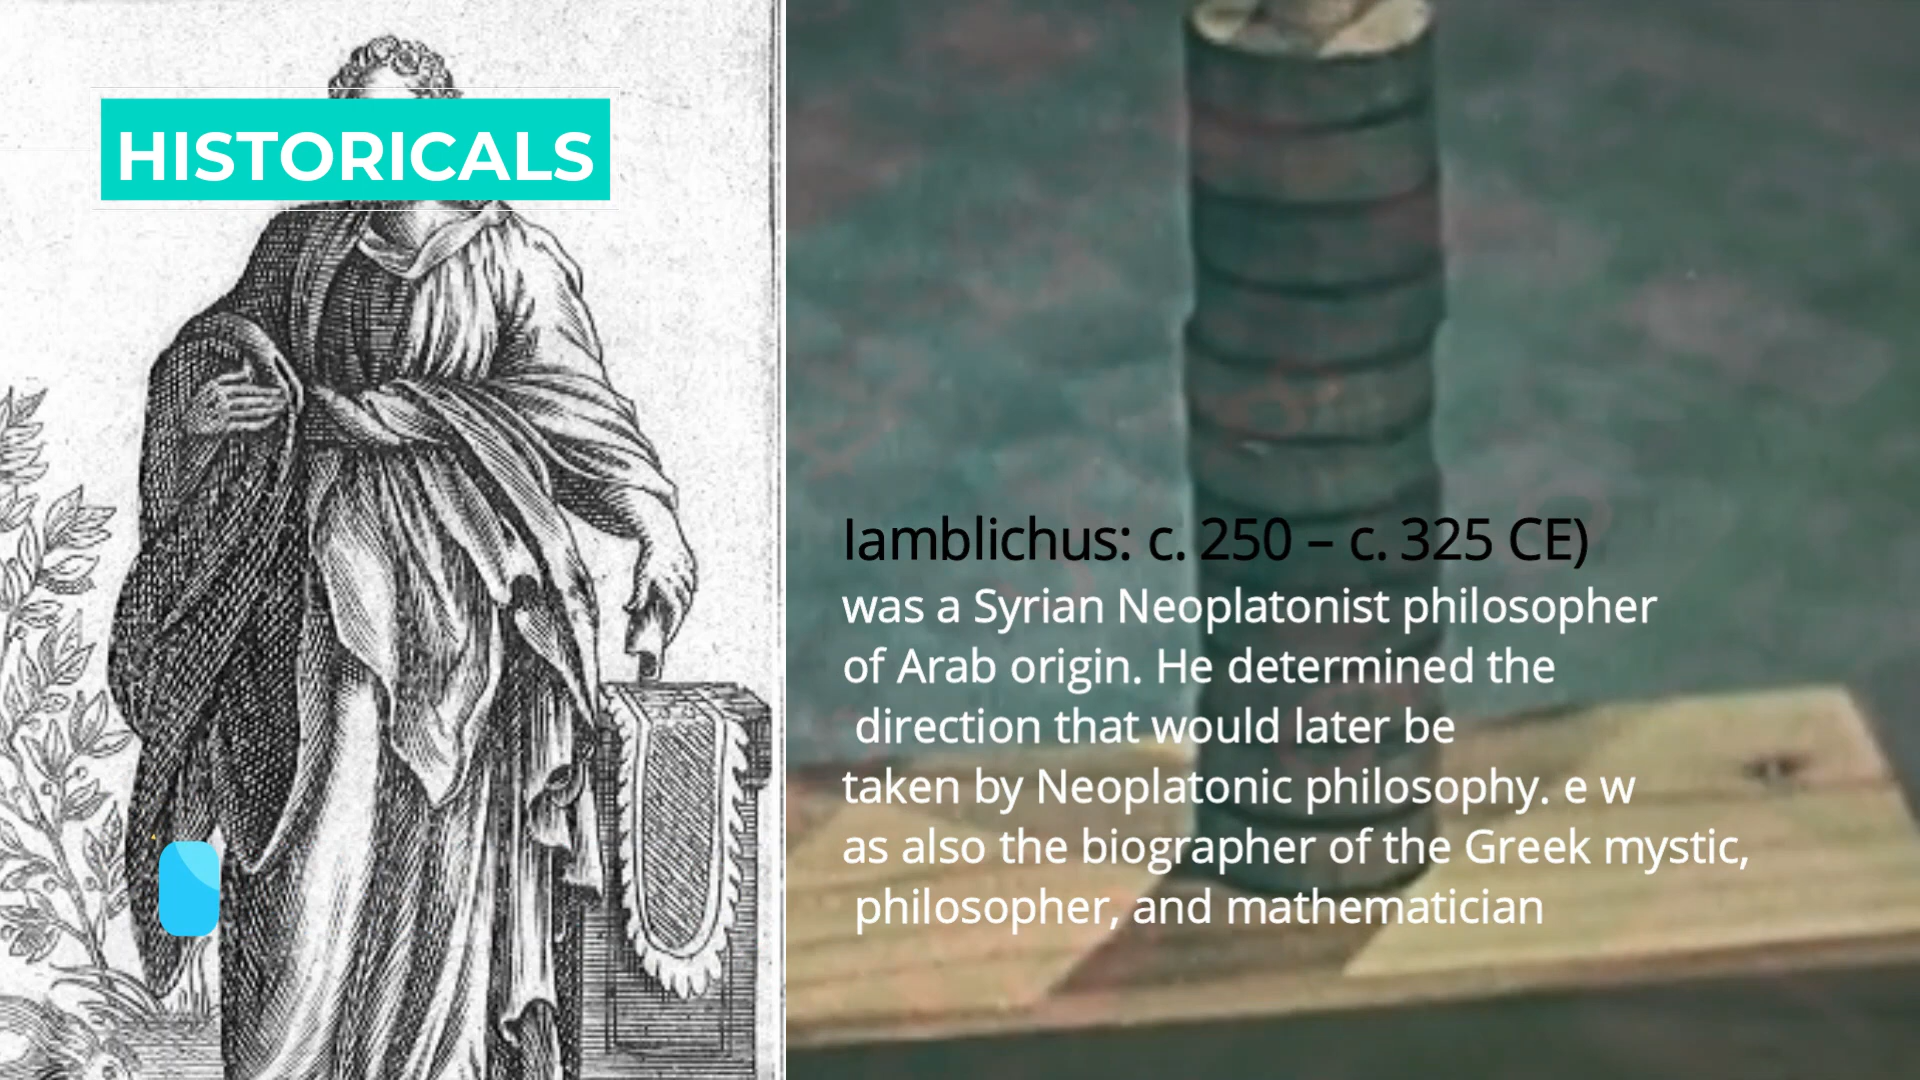 HISTORICALS
Iamblichus: c. 250 – c. 325 CE)
was a Syrian Neoplatonist philosopher
of Arab origin. He determined the
direction that would later be
taken by Neoplatonic philosophy. e w
as also the biographer of the Greek mystic,
philosopher, and mathematician